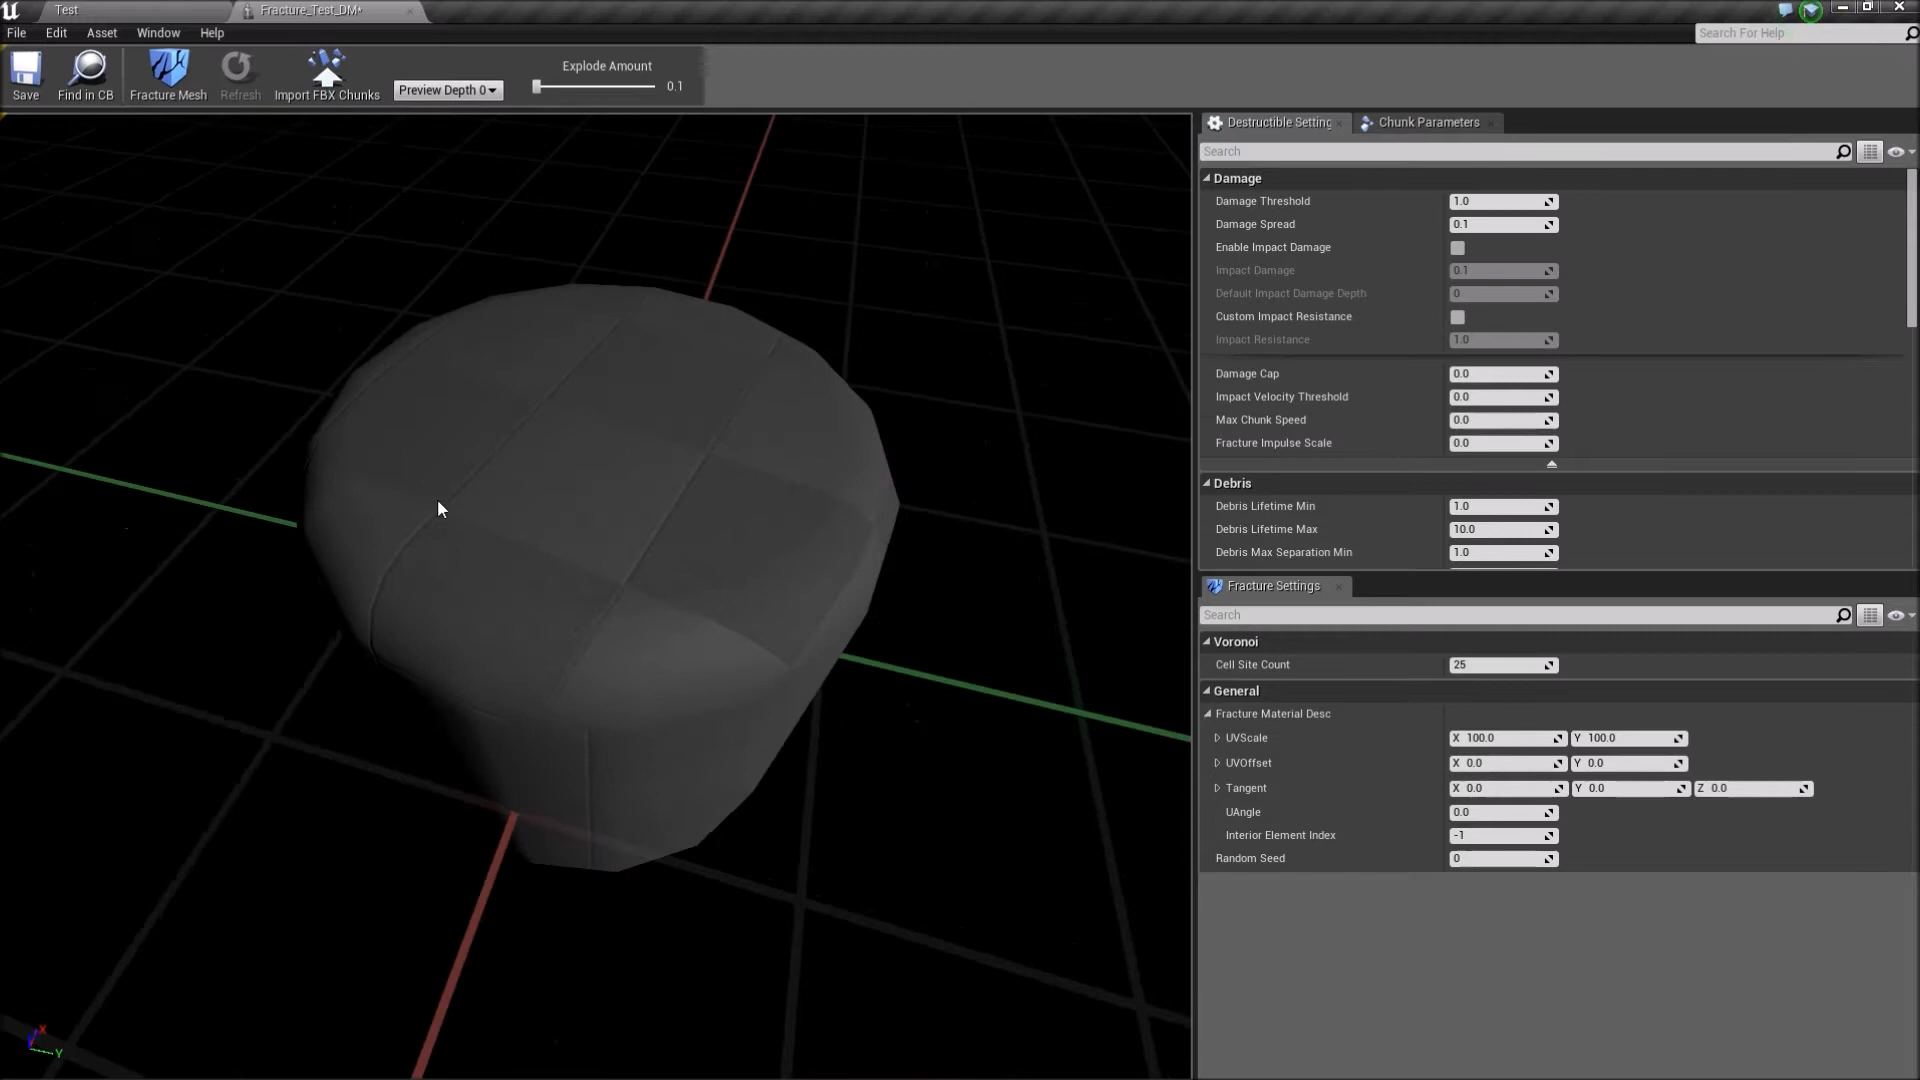 Test
Fracture_Test_DM*
File Edit Asset Window Help
Search For Help
Save
Find in CB
Fracture Mesh
Refresh
Import FBX Chunks
Preview Depth 0
Explode Amount
0.1
Destructible Setting
Chunk Parameters
Search
Damage
Damage Threshold 1.0
Damage Spread 0.1
Enable Impact Damage
Impact Damage 0.1
Default Impact Damage Depth 0
Custom Impact Resistance
Impact Resistance 1.0
Damage Cap 0.0
Impact Velocity Threshold 0.0
Max Chunk Speed 0.0
Fracture Impulse Scale 0.0
Debris
Debris Lifetime Min 1.0
Debris Lifetime Max 10.0
Debris Max Separation Min 1.0
Fracture Settings
Search
Voronoi
Cell Site Count 25
General
Fracture Material Desc
UVScale X 100.0 Y 100.0
UVOffset X 0.0 Y 0.0
Tangent X 0.0 Y 0.0 Z 0.0
UAngle 0.0
Interior Element Index -1
Random Seed 0
X
Y